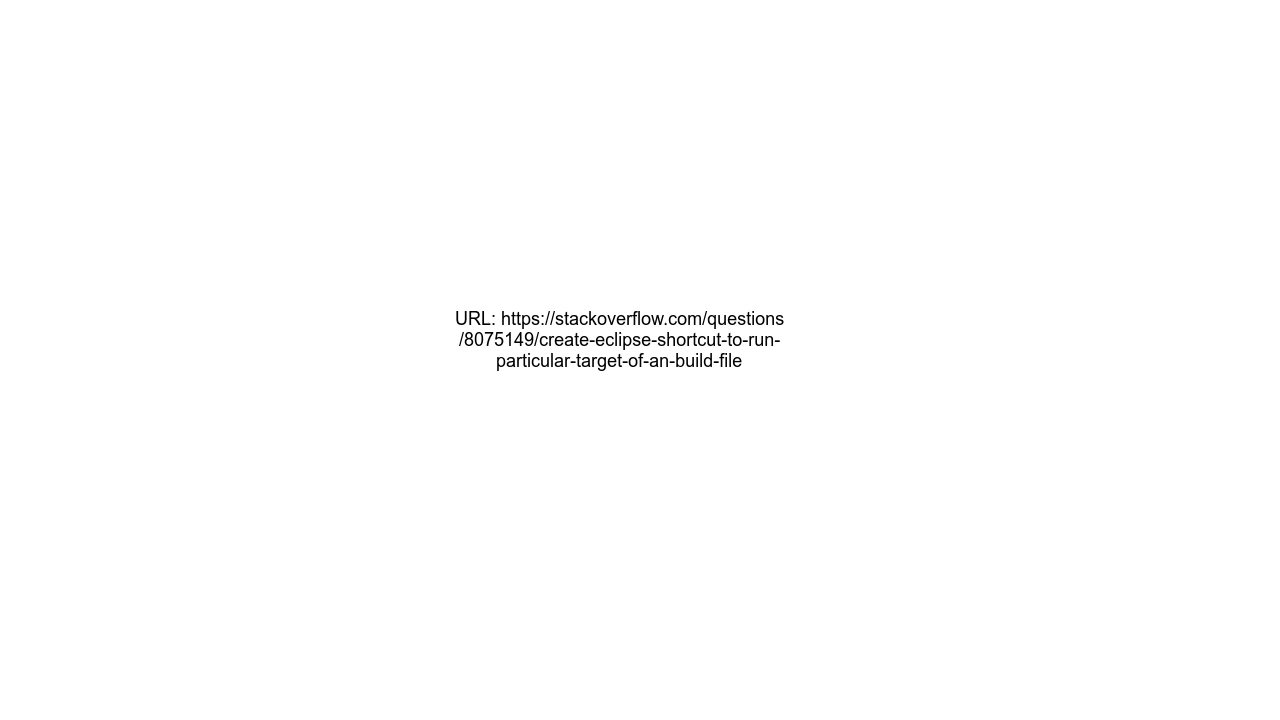 URL: https://stackoverflow.com/questions
/8075149/create-eclipse-shortcut-to-run-
particular-target-of-an-build-file